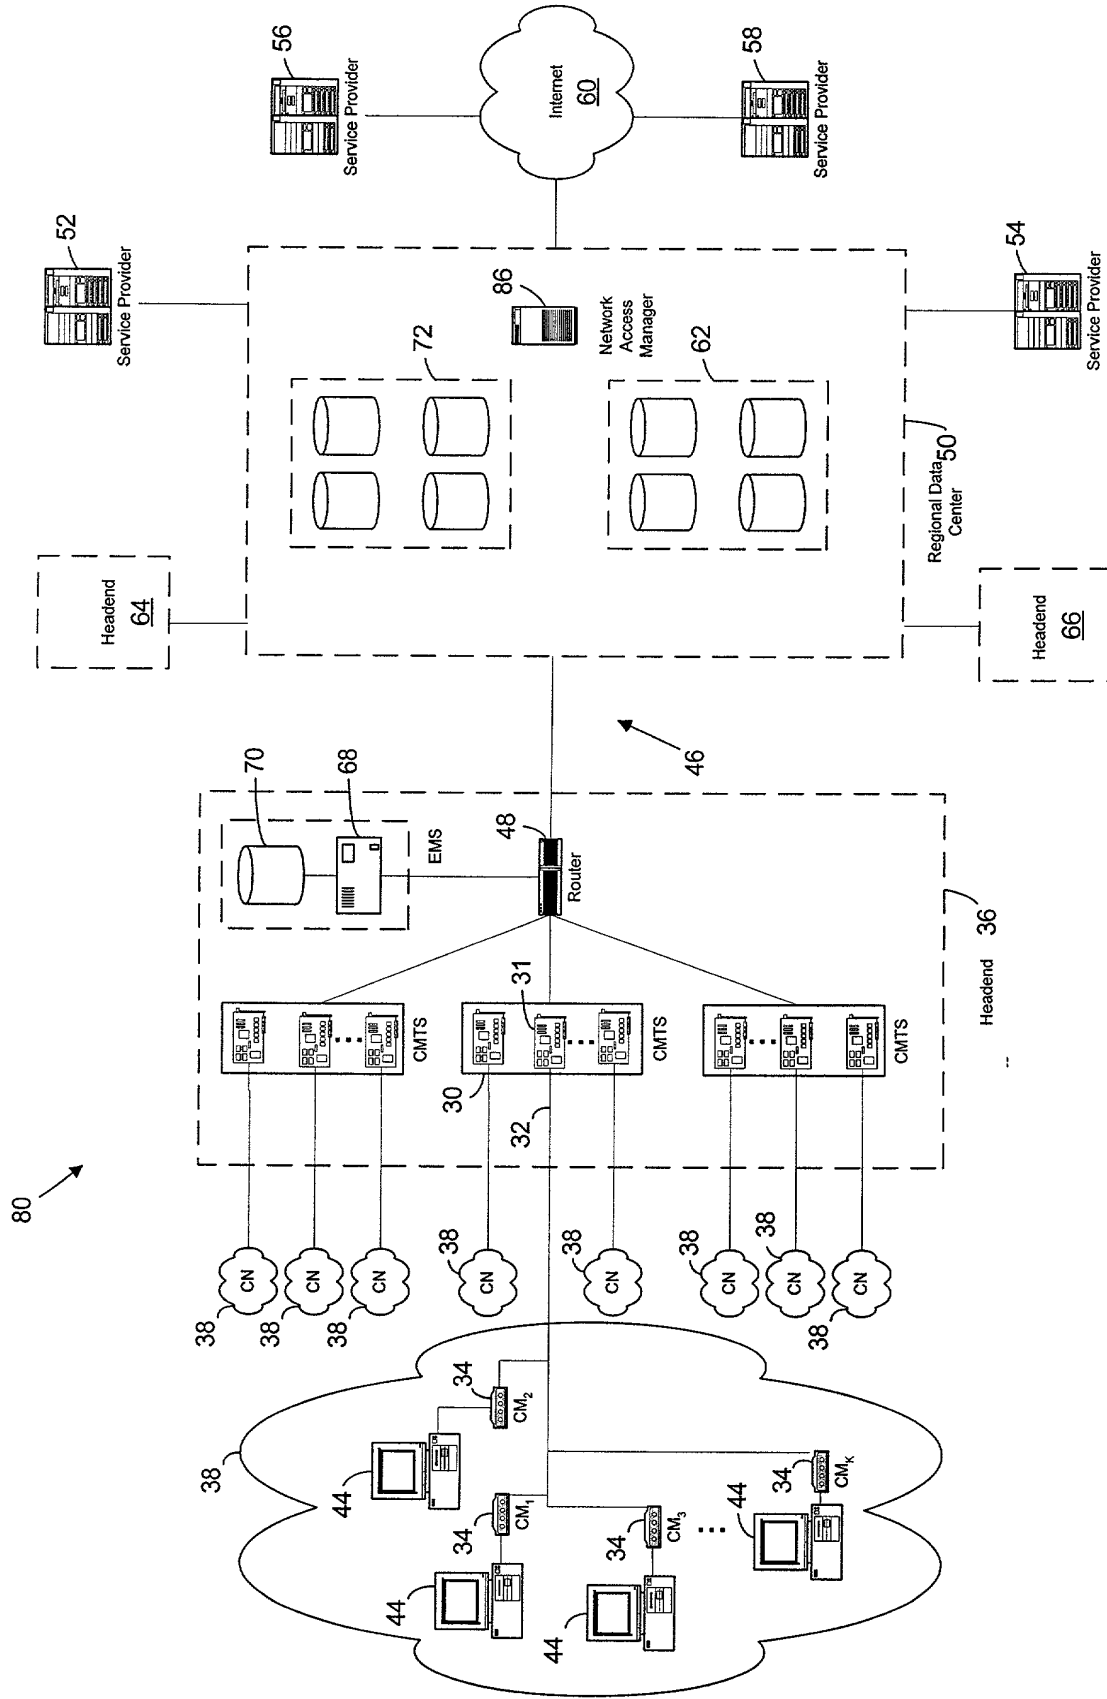 80
52
Headend
Service Provider
64
38
38
CN
70
38
56
CN
44
38
68
Service Provider
CN
44
CMTS
72
EMS
38
30
34
34
CN
48
86
CM1
CM2
32
31
44
Internet
38
Router
60
CN
Network
Access
Manager
34
CM3
CMTS
38
46
62
CN
44
34
58
38
CN
CMK
Service Provider
38
CN
CMTS
Regional Data
Center
50
Headend
36
54
Headend
66
Service Provider